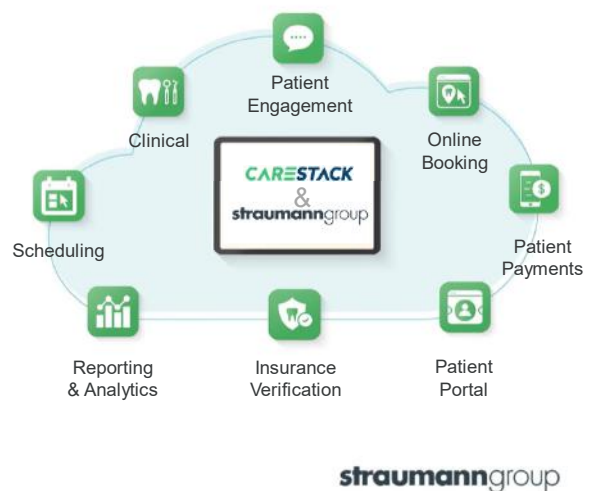 Patient
Engagement
Clinical
Online
Booking
CARESTACK
&
straumanngroup
Scheduling
Patient
Payments
Reporting
& Analytics
Insurance
Verification
Patient
Portal
straumanngroup